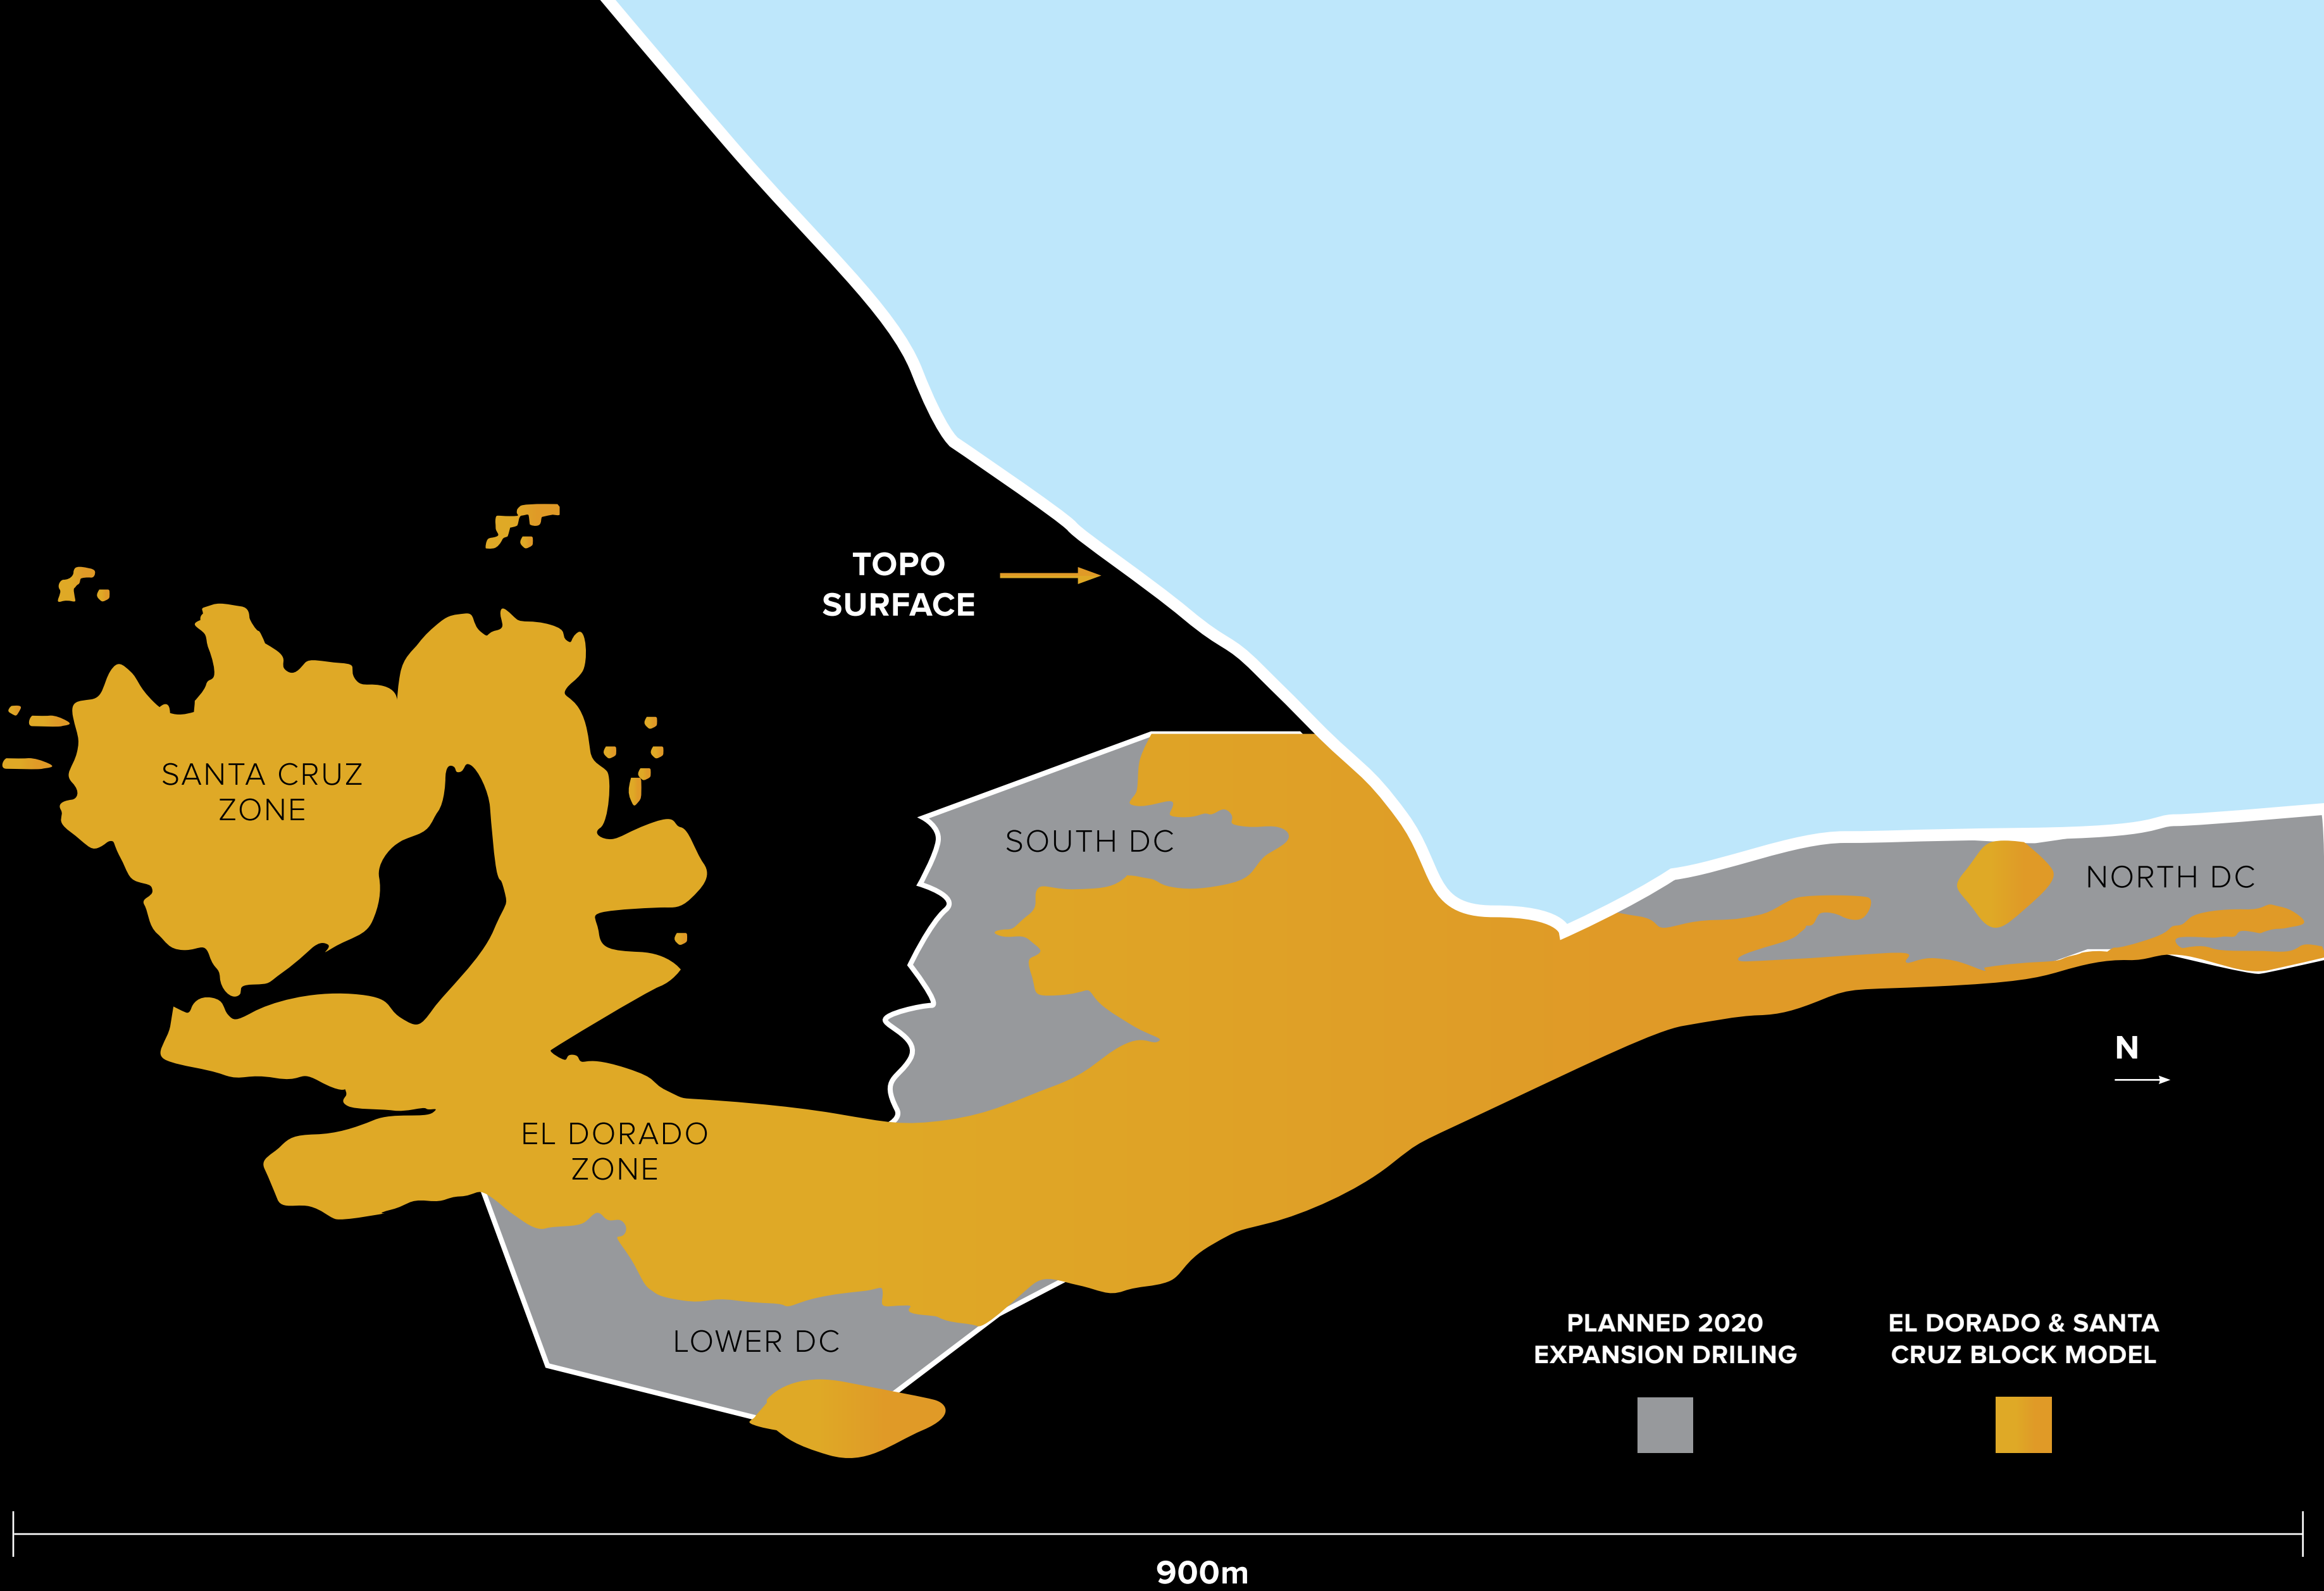 TOPO
SURFACE
SANTA CRUZ
ZONE
SOUTH DC
NORTH DC
N
EL DORADO
ZONE
LOWER DC
PLANNED 2020
EXPANSION DRILING
EL DORADO & SANTA
CRUZ BLOCK MODEL
900m